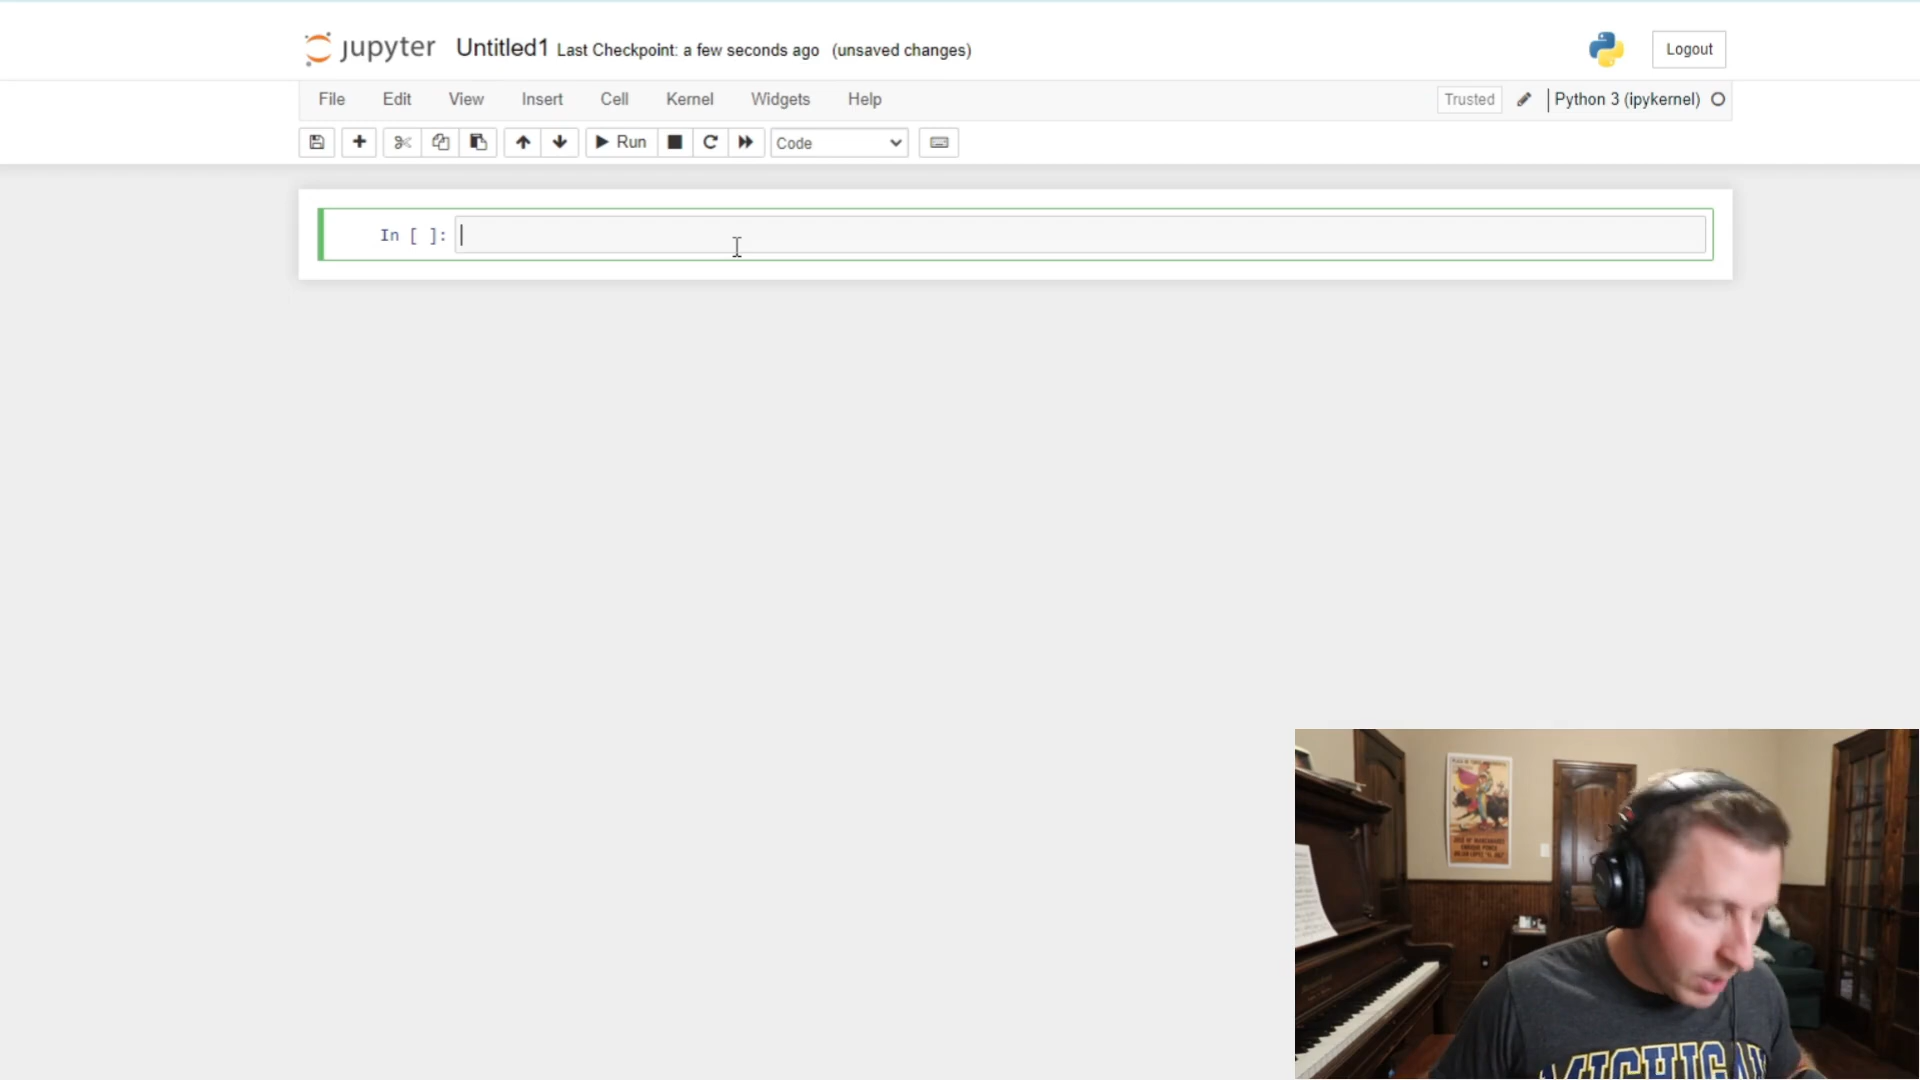 jupyter Untitled1 Last Checkpoint: a few seconds ago (unsaved changes)
Logout
File Edit View Insert Cell Kernel Widgets Help
Trusted Python 3 (ipykernel)
Run Code
In [ ]:
MICHIGAN